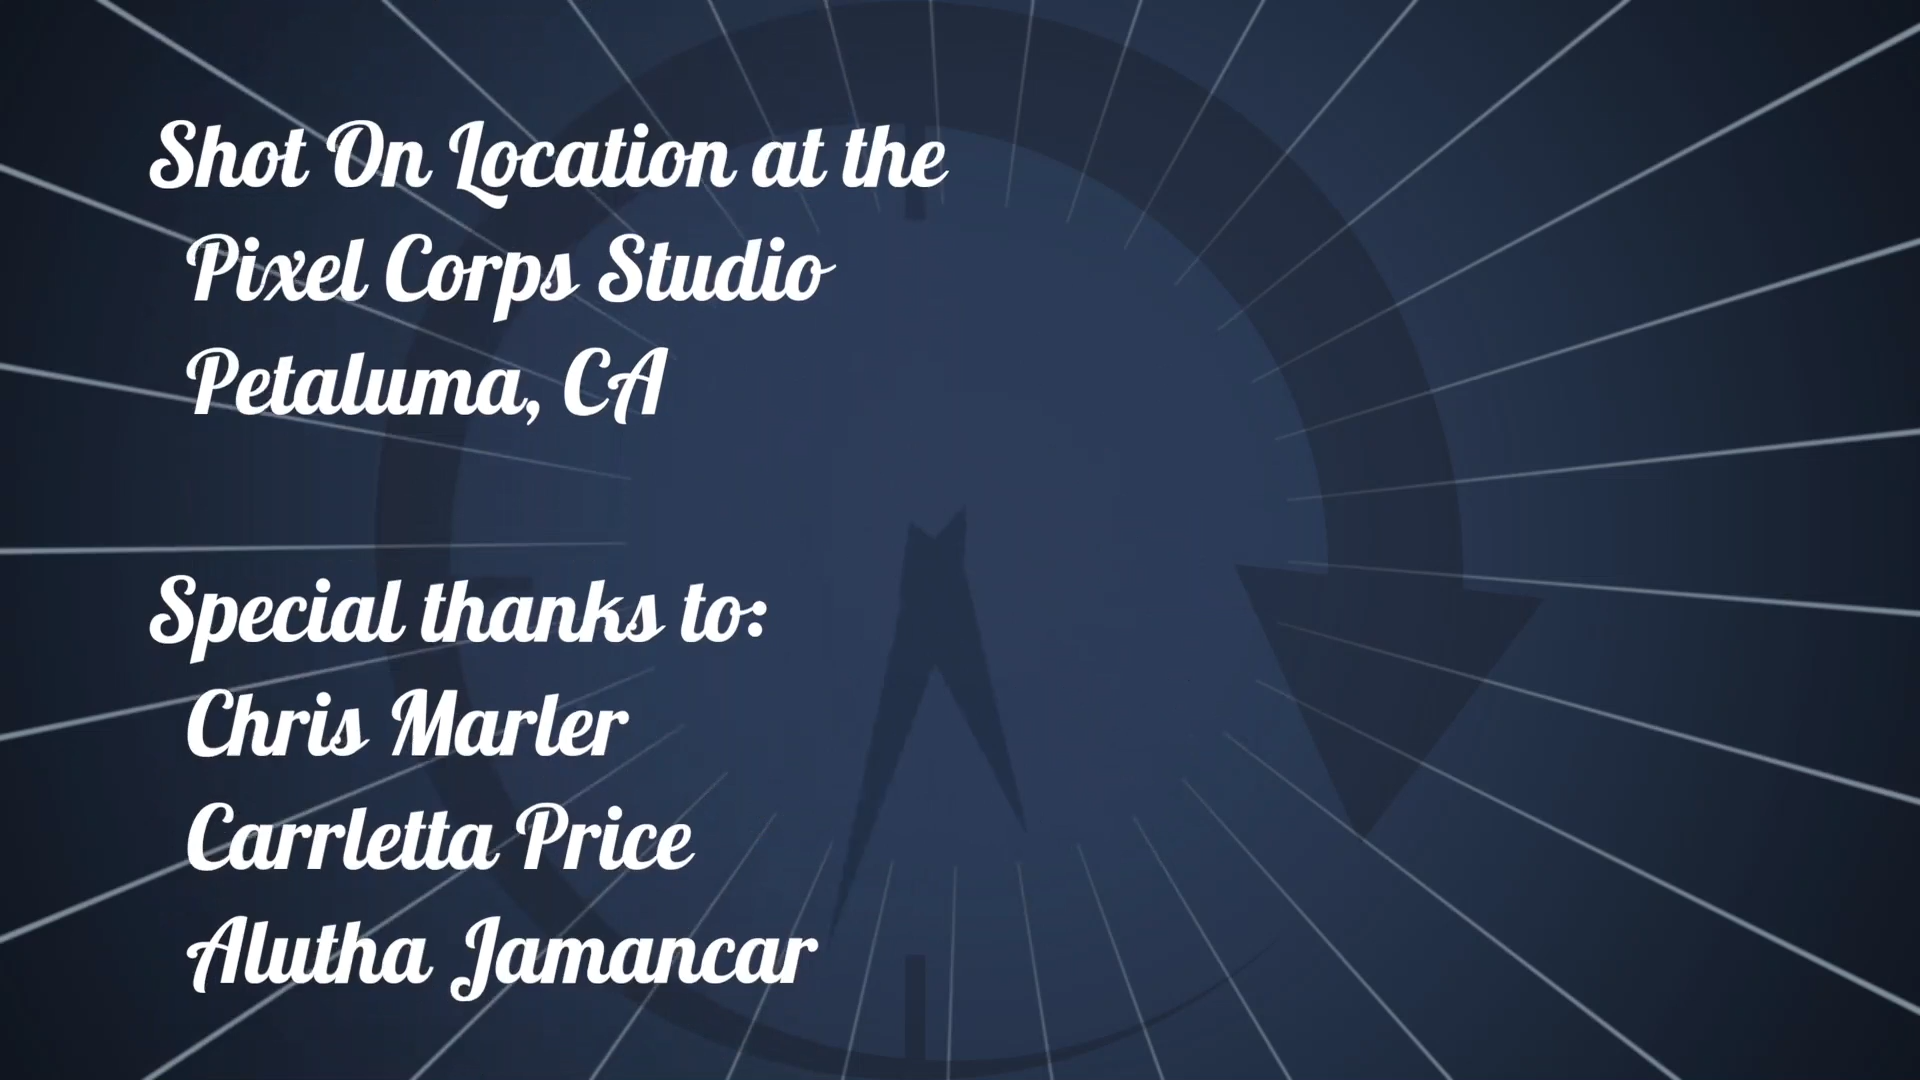 Shot On Location at the
Pixel Corps Studio
Petaluma, CA
Special thanks to:
Chris Marler
Carrletta Price
Alutha Jamancar